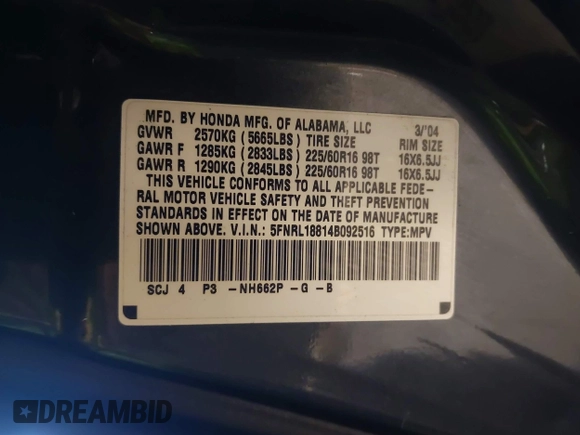 MFD. BY HONDA MFG. OF ALABAMA, LLC 3/'04
GVWR 2570KG (5665LBS) TIRE SIZE RIM SIZE
GAWR F 1285KG (2833LBS) 225/60R16 98T 16X6.5JJ
GAWR R 1290KG (2845LBS) 225/60R16 98T 16X6.5JJ
THIS VEHICLE CONFORMS TO ALL APPLICABLE FEDE-
RAL MOTOR VEHICLE SAFETY AND THEFT PREVENTION
STANDARDS IN EFFECT ON THE DATE OF MANUFACTURE
SHOWN ABOVE. V.I.N.: 5FNRL18814B092516 TYPE:MPV
SCJ 4 P3 -NH662P -G -B
DREAMBID